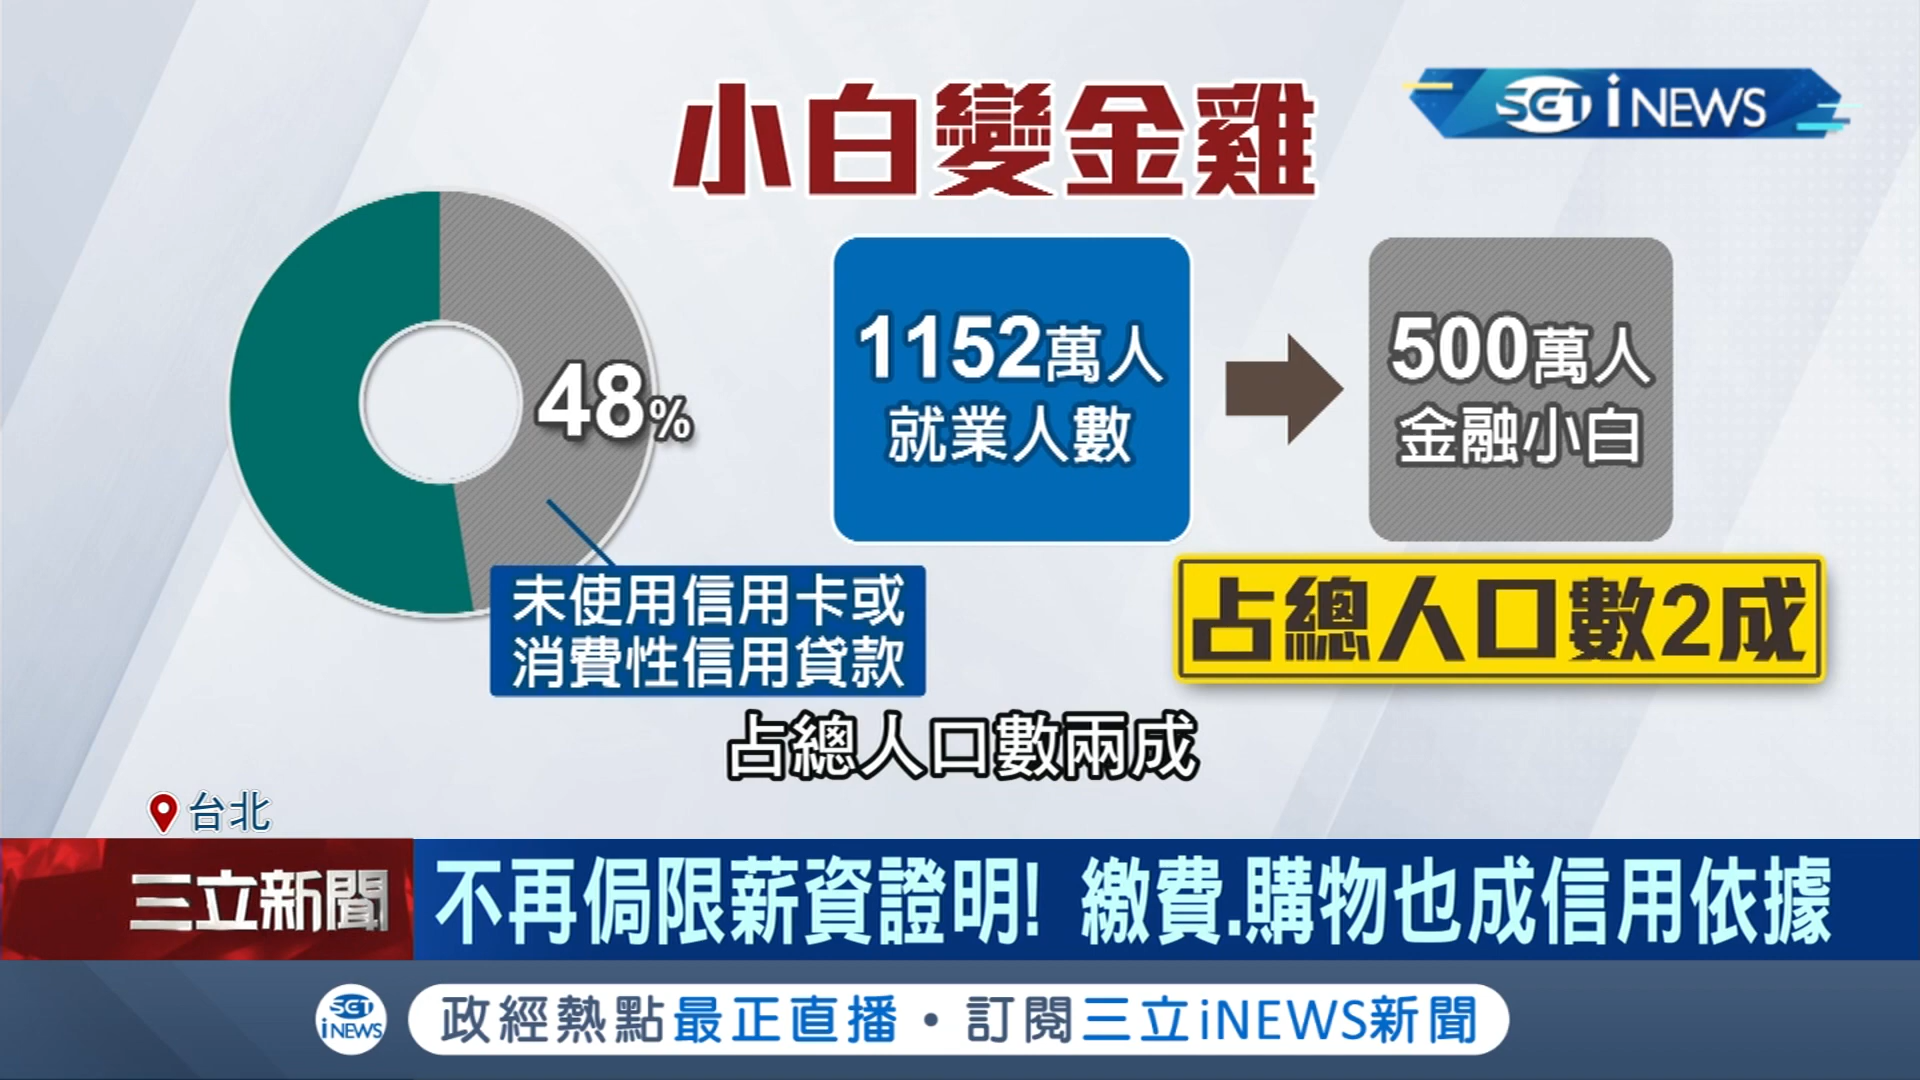 小白變金雞
SET iNEWS
48%
1152萬人
就業人數
500萬人
金融小白
未使用信用卡或
消費性信用貸款
占總人口數2成
占總人口數兩成
台北
三立新聞
不再侷限薪資證明! 繳費.購物也成信用依據
SET iNEWS
政經熱點最正直播・訂閱三立iNEWS新聞